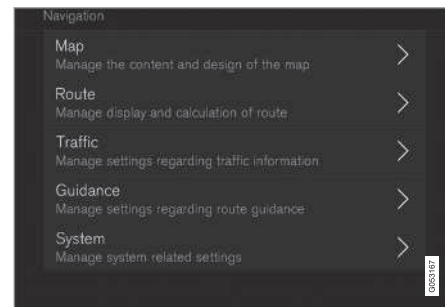 Navigation
Map
Manage the content and design of the map
Route
Manage display and calculation of route
Traffic
Manage settings regarding traffic information
Guidance
Manage settings regarding route guidance
System
Manage system related settings
G053167